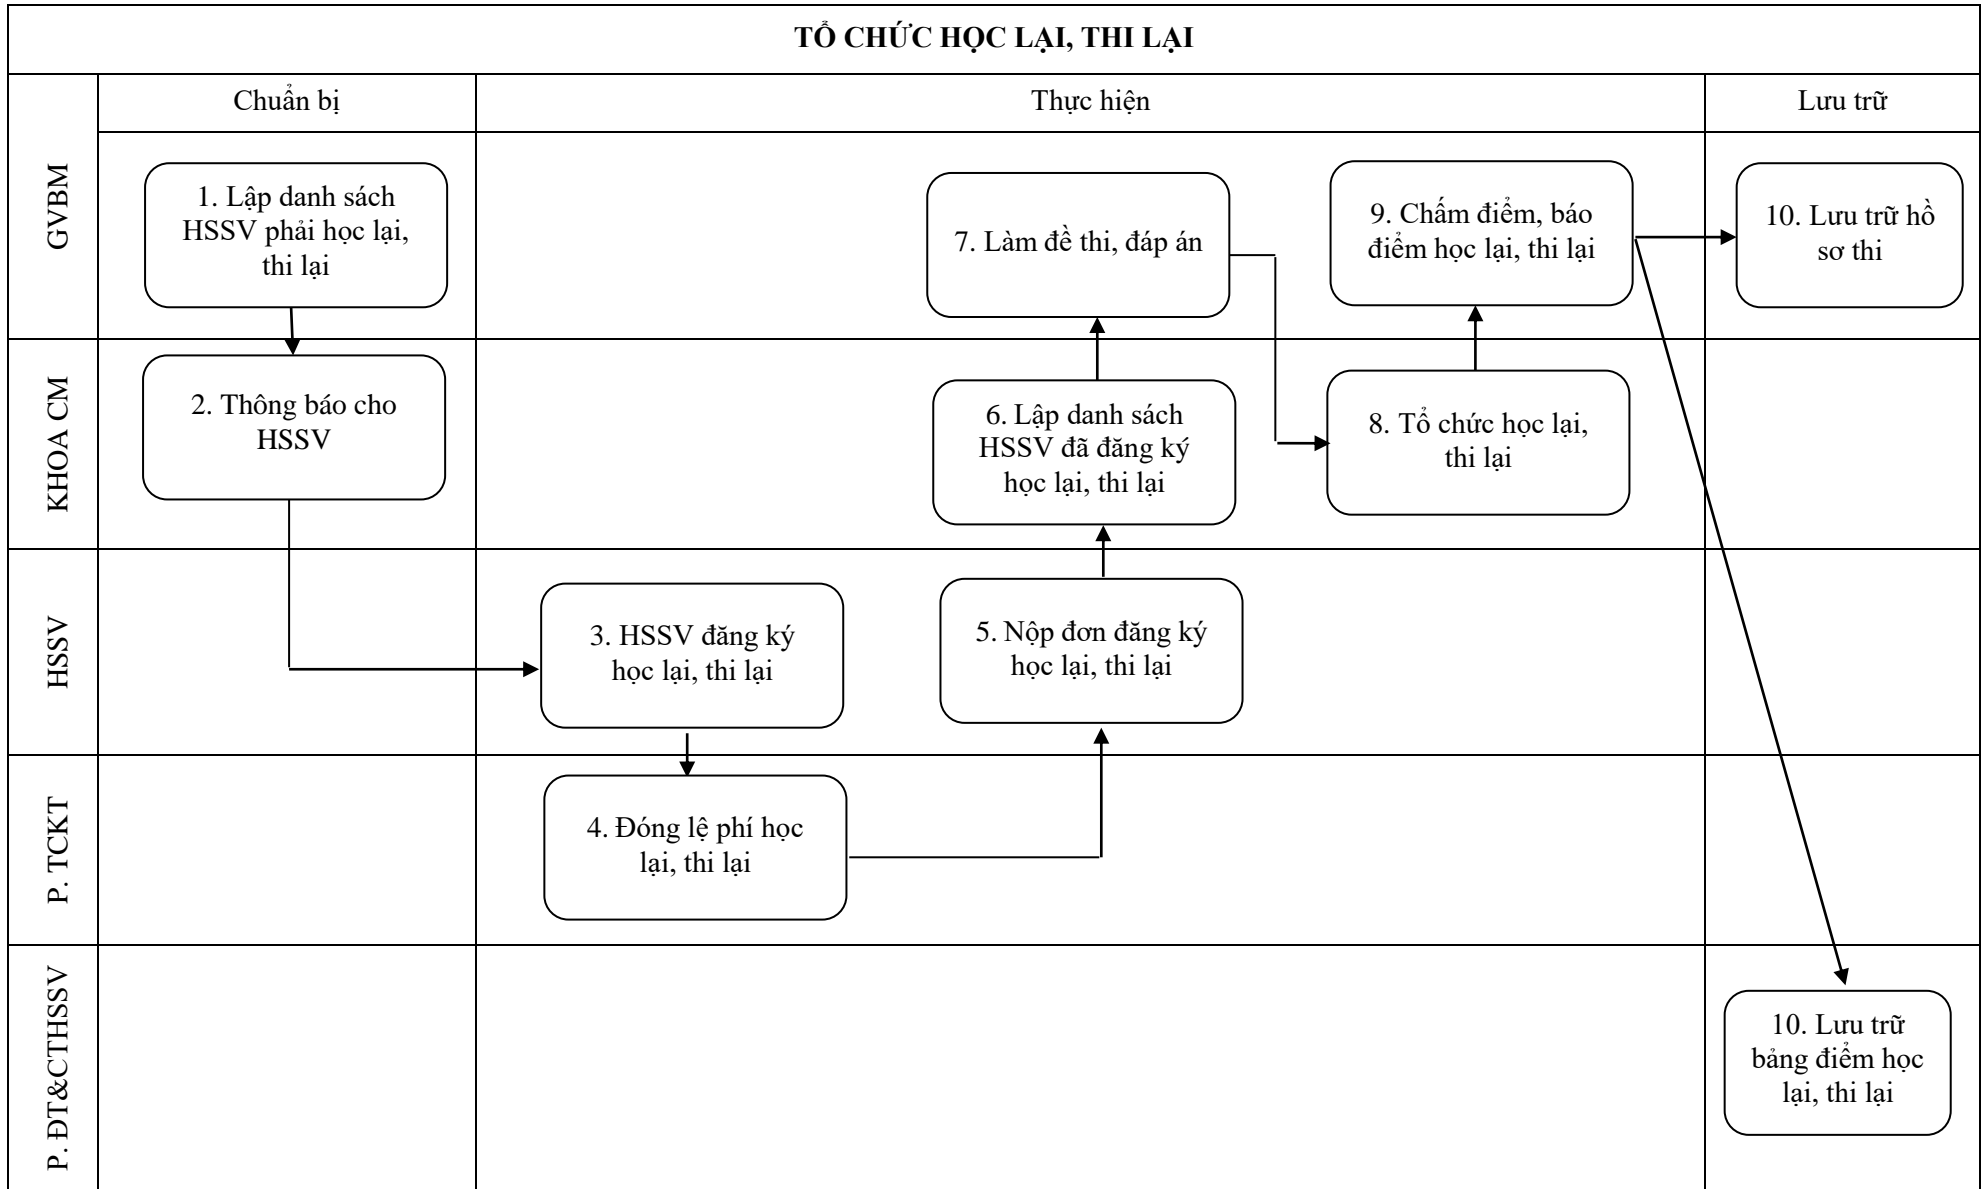 TỔ CHỨC HỌC LẠI, THI LẠI
Chuẩn bị
Thực hiện
Lưu trữ
GVBM
1. Lập danh sách
HSSV phải học lại,
thi lại
7. Làm đề thi, đáp án
9. Chấm điểm, báo
điểm học lại, thi lại
10. Lưu trữ hồ
sơ thi
KHOA CM
2. Thông báo cho
HSSV
6. Lập danh sách
HSSV đã đăng ký
học lại, thi lại
8. Tổ chức học lại,
thi lại
HSSV
3. HSSV đăng ký
học lại, thi lại
5. Nộp đơn đăng ký
học lại, thi lại
P. TCKT
4. Đóng lệ phí học
lại, thi lại
P. ĐT&CTHSSV
10. Lưu trữ
bảng điểm học
lại, thi lại